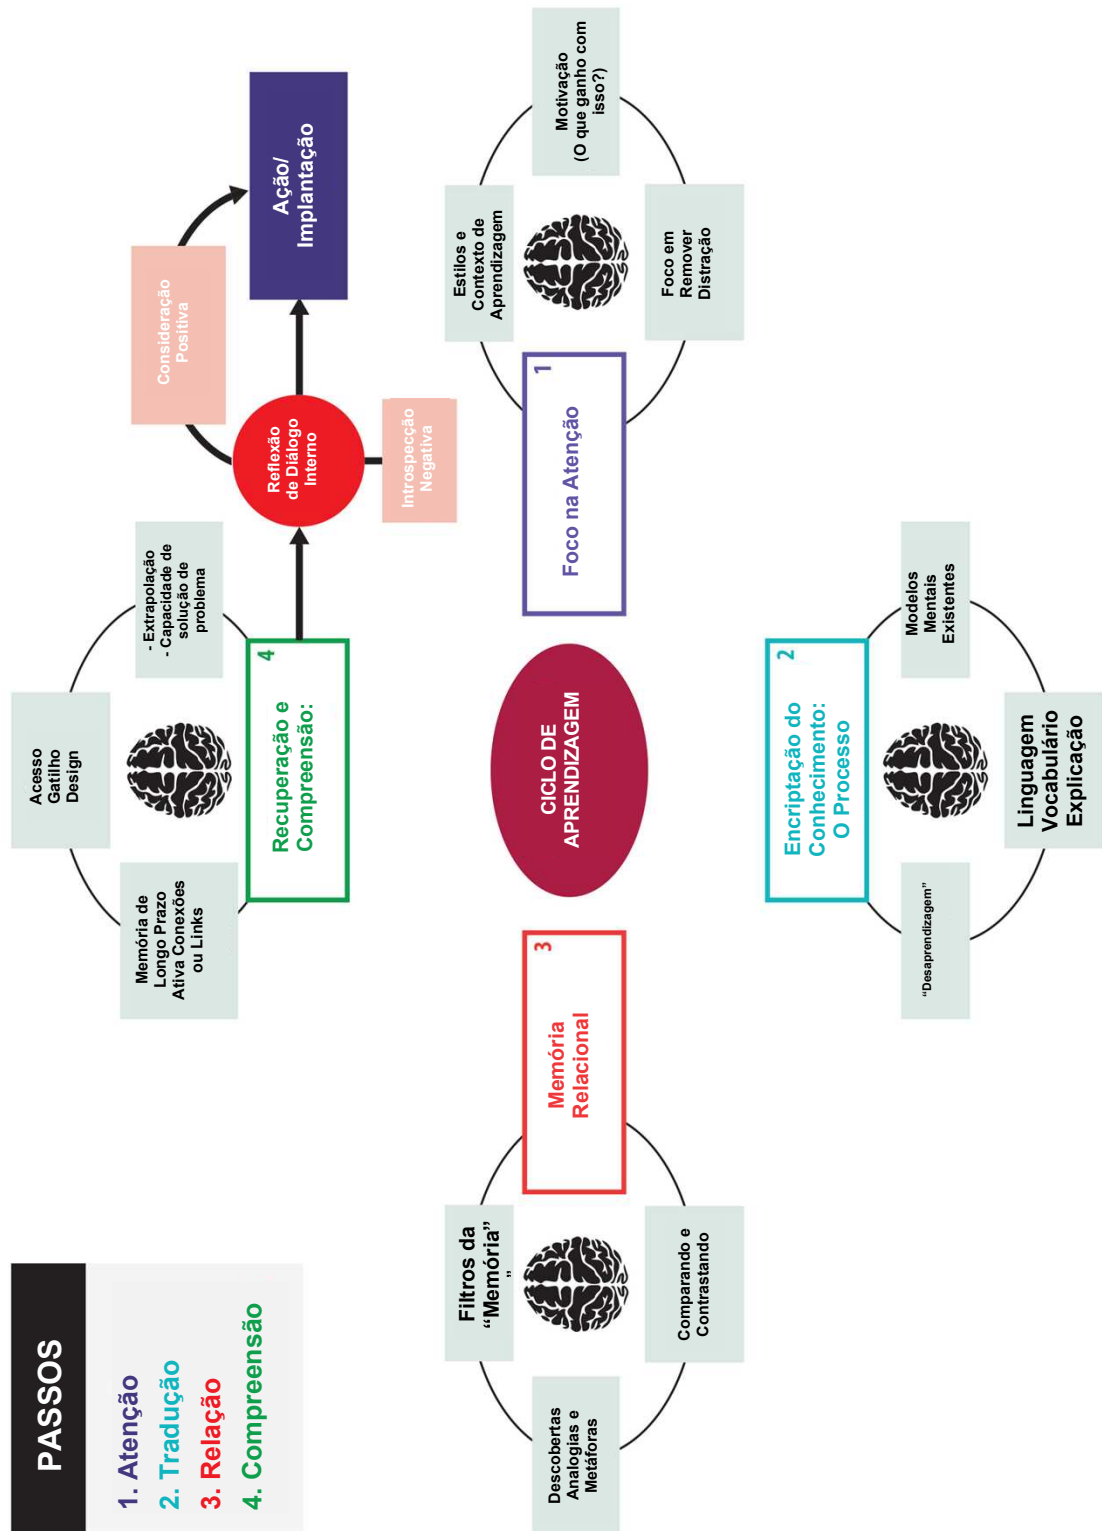 PASSOS
1. Atenção
2. Tradução
3. Relação
4. Compreensão
CICLO DE
APRENDIZAGEM
1
Foco na Atenção
Estilos e
Contexto de
Aprendizagem
Motivação
(O que ganho com
isso?)
Foco em
Remover
Distração
2
Encriptação do
Conhecimento:
O Processo
Modelos
Mentais
Existentes
Linguagem
Vocabulário
Explicação
“Desaprendizagem”
3
Memória
Relacional
Comparando e
Contrastando
Descobertas
Analogias e
Metáforas
Filtros da
“Memória”
”
4
Recuperação e
Compreensão:
Memória de
Longo Prazo
Ativa Conexões
ou Links
Acesso
Gatilho
Design
- Extrapolação
- Capacidade de
solução de
problema
Reflexão
de Diálogo
Interno
Consideração
Positiva
Introspecção
Negativa
Ação/
Implantação